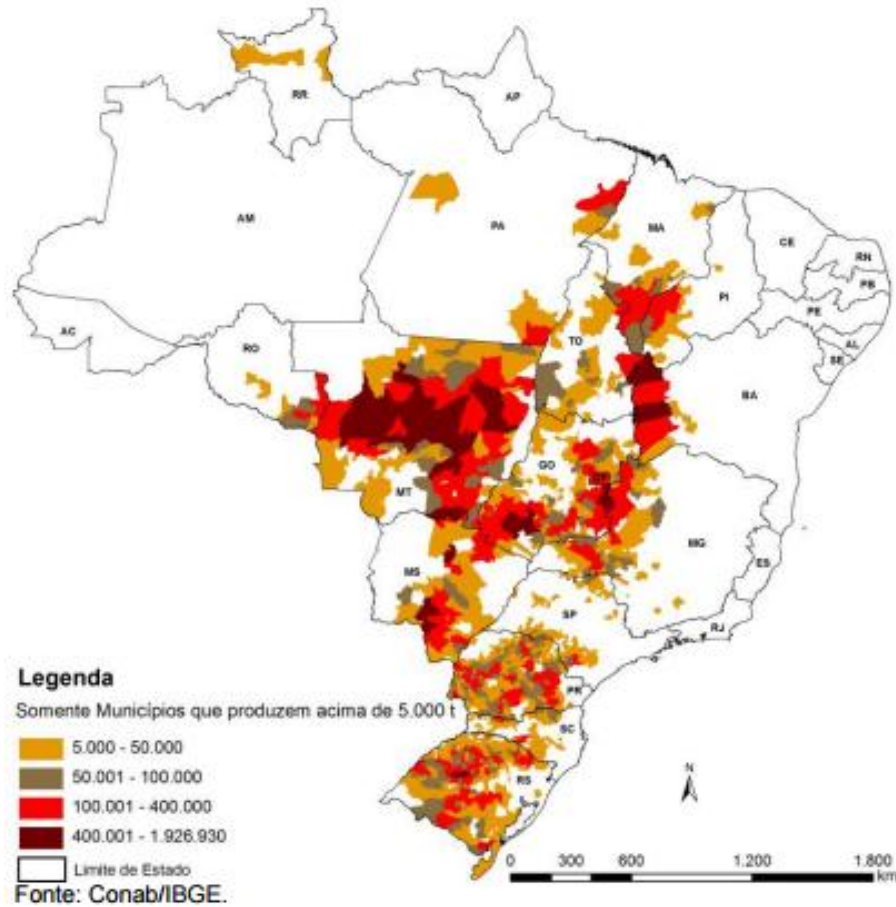 RR
AP
AM
PA
MA
CE
RN
PB
PI
PE
AC
AL
TO
SE
RO
BA
GO
DF
MT
MG
ES
MS
SP
RJ
Legenda
Somente Municípios que produzem acima de 5.000 t
PR
SC
5.000 - 50.000
50.001 - 100.000
RS
N
100.001 - 400.000
400.001 - 1.926.930
Limite de Estado
0 300 600 1.200 1.800
km
Fonte: Conab/IBGE.